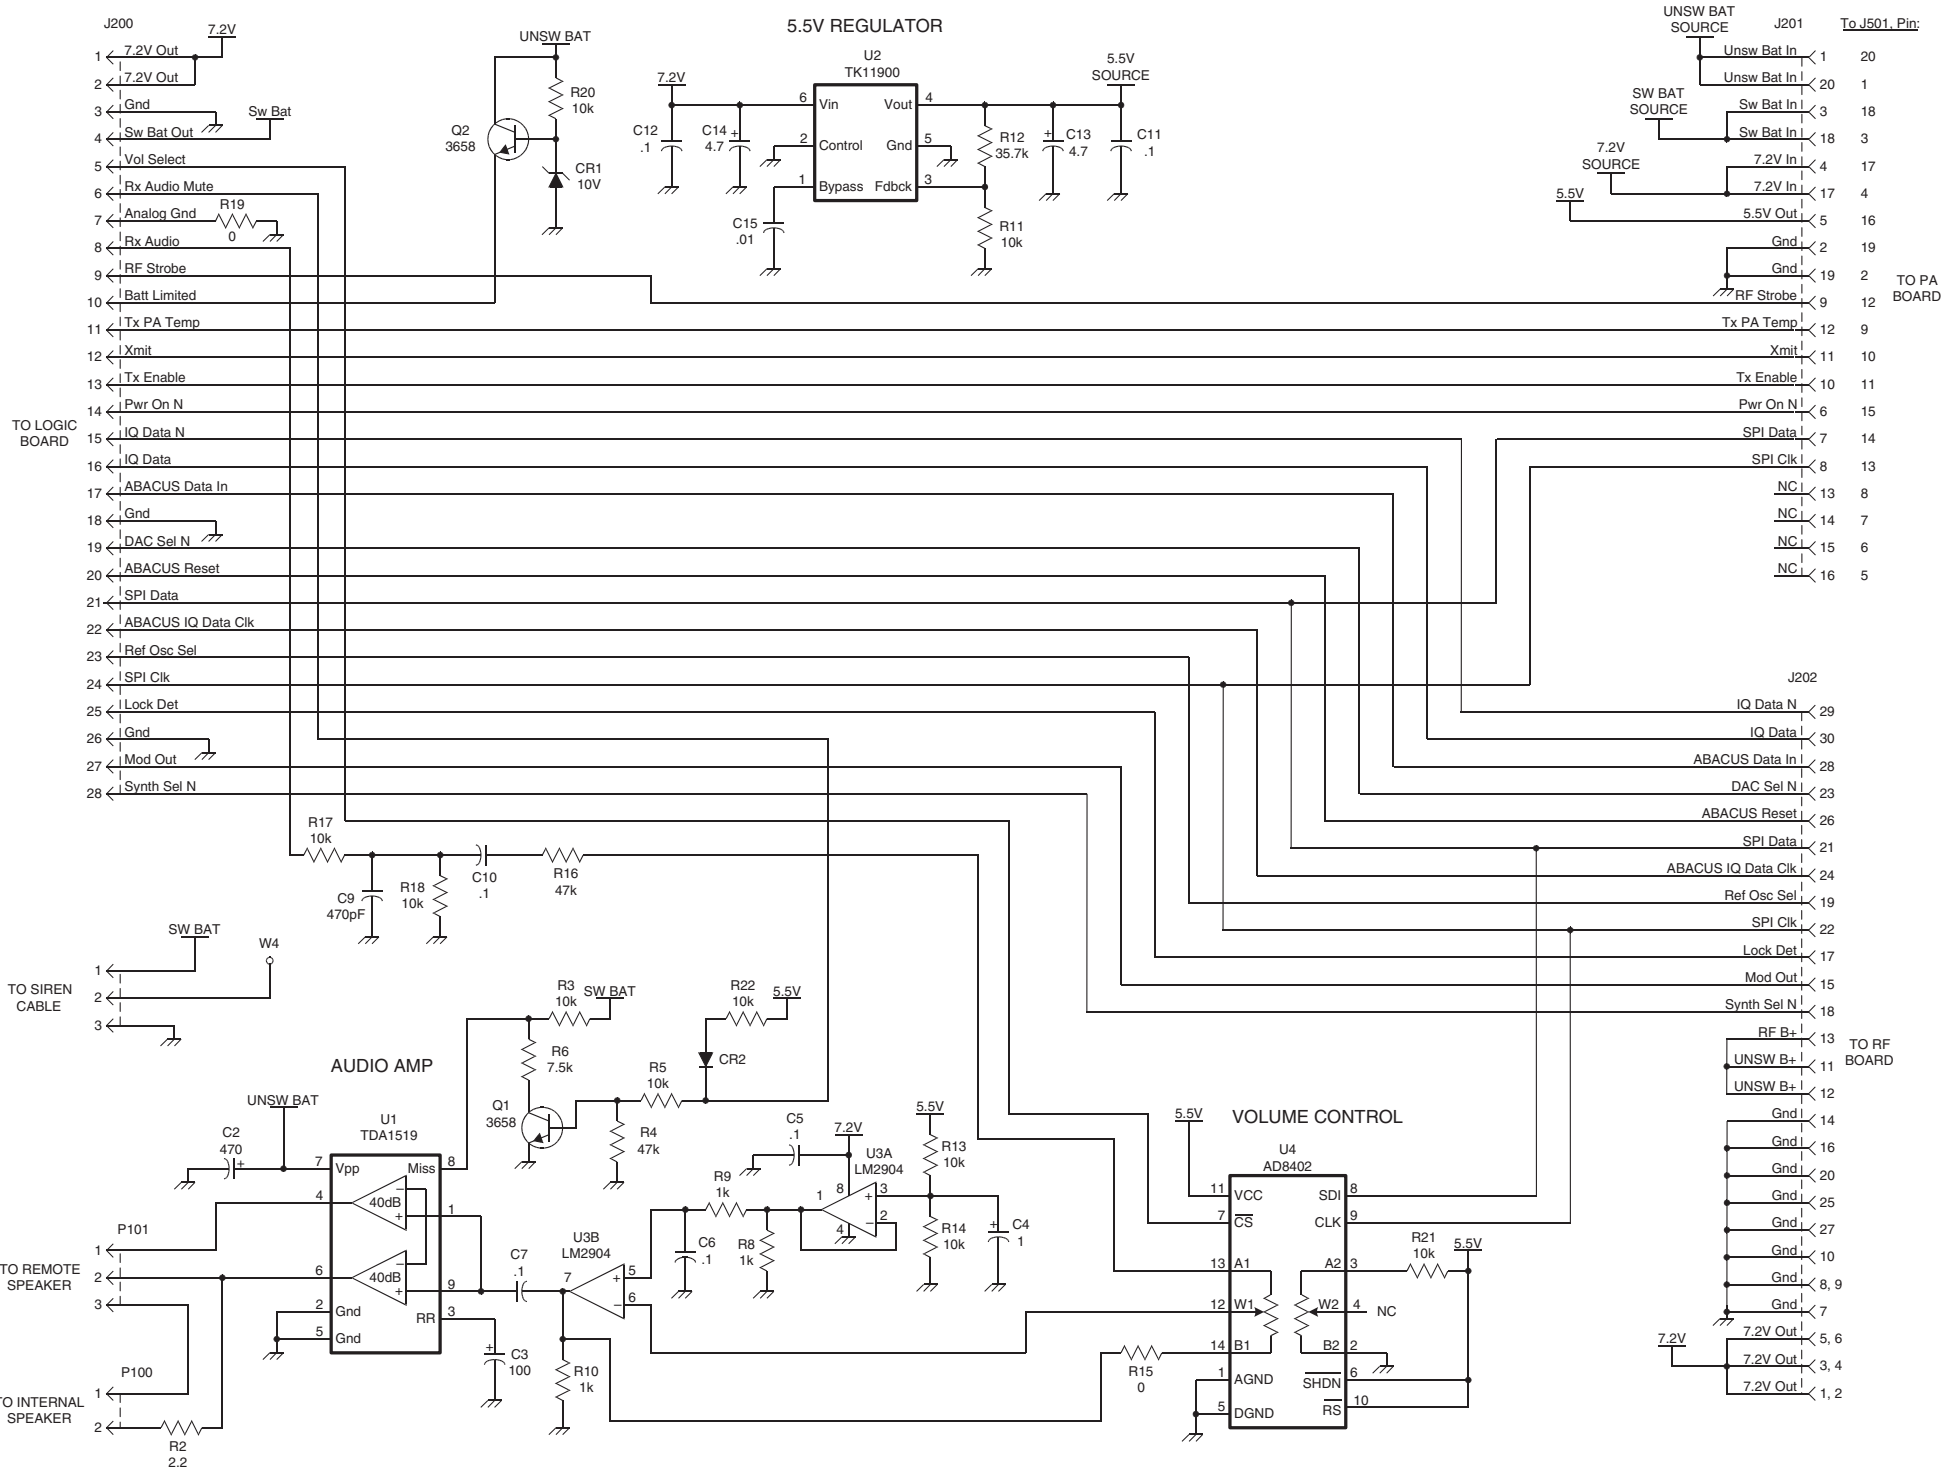 J200
1 7.2V Out
7.2V
2 7.2V Out
3 Gnd
4 Sw Bat Out
Sw Bat
5 Vol Select
6 Rx Audio Mute
7 Analog Gnd
R19
0
8 Rx Audio
9 RF Strobe
10 Batt Limited
11 Tx PA Temp
12 Xmit
13 Tx Enable
14 Pwr On N
TO LOGIC
BOARD
15 IQ Data N
16 IQ Data
17 ABACUS Data In
18 Gnd
19 DAC Sel N
20 ABACUS Reset
21 SPI Data
22 ABACUS IQ Data Clk
23 Ref Osc Sel
24 SPI Clk
25 Lock Det
26 Gnd
27 Mod Out
28 Synth Sel N
UNSW BAT
R20
10k
Q2
3658
CR1
10V
5.5V REGULATOR
U2
TK11900
7.2V
5.5V
SOURCE
C12
.1
C14
+
4.7
6 Vin
2 Control
1 Bypass
Vout 4
Gnd 5
Fdbck 3
C15
.01
R12
35.7k
R11
10k
+
C13
4.7
C11
.1
UNSW BAT
SOURCE
J201
To J501, Pin:
Unsw Bat In 1 20
Unsw Bat In 20 1
SW BAT
SOURCE
Sw Bat In 3 18
Sw Bat In 18 3
7.2V
SOURCE
7.2V In 4 17
7.2V In 17 4
5.5V
5.5V Out 5 16
Gnd 2 19
Gnd 19 2
TO PA
BOARD
RF Strobe 9 12
Tx PA Temp 12 9
Xmit 11 10
Tx Enable 10 11
Pwr On N 6 15
SPI Data 7 14
SPI Clk 8 13
NC 13 8
NC 14 7
NC 15 6
NC 16 5
J202
IQ Data N 29
IQ Data 30
ABACUS Data In 28
DAC Sel N 23
ABACUS Reset 26
SPI Data 21
ABACUS IQ Data Clk 24
Ref Osc Sel 19
SPI Clk 22
Lock Det 17
Mod Out 15
Synth Sel N 18
RF B+ 13
TO RF
BOARD
UNSW B+ 11
UNSW B+ 12
Gnd 14
Gnd 16
Gnd 20
Gnd 25
Gnd 27
Gnd 10
Gnd 8, 9
Gnd 7
7.2V
7.2V Out 5, 6
7.2V Out 3, 4
7.2V Out 1, 2
R17
10k
C9
470pF
R18
10k
C10
.1
R16
47k
SW BAT
W4
TO SIREN
CABLE
1
2
3
R3
10k
SW BAT
R22
10k
5.5V
R6
7.5k
R5
10k
CR2
Q1
3658
R4
47k
AUDIO AMP
UNSW BAT
U1
TDA1519
C2
470
+
7 Vpp
Miss 8
4
40dB
−
+
1
6
40dB
−
+
9
2 Gnd
RR 3
5 Gnd
+
C3
100
P101
1
2
3
TO REMOTE
SPEAKER
P100
1
2
INTERNAL
SPEAKER
R2
2.2
C7
.1
U3B
LM2904
7
+
5
−
6
R10
1k
C6
.1
R9
1k
R8
1k
C5
.1
7.2V
U3A
LM2904
8
1
+
3
−
2
4
5.5V
R13
10k
R14
10k
+
C4
1
VOLUME CONTROL
5.5V
U4
AD8402
11 VCC
7 CS
13 A1
12 W1
14 B1
1 AGND
5 DGND
SDI 8
CLK 9
A2 3
W2 4
NC
B2 2
SHDN 6
RS 10
R21
10k
5.5V
R15
0